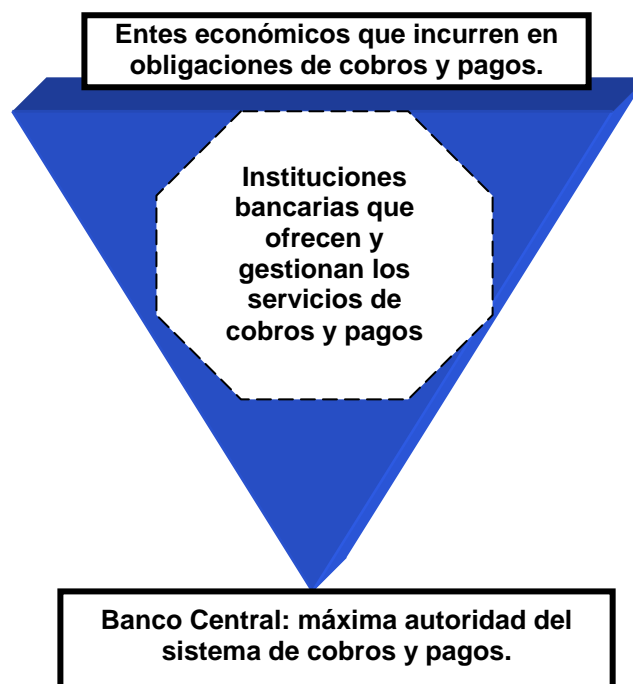 Entes económicos que incurren en
obligaciones de cobros y pagos.
Instituciones
bancarias que
ofrecen y
gestionan los
servicios de
cobros y pagos
Banco Central: máxima autoridad del
sistema de cobros y pagos.